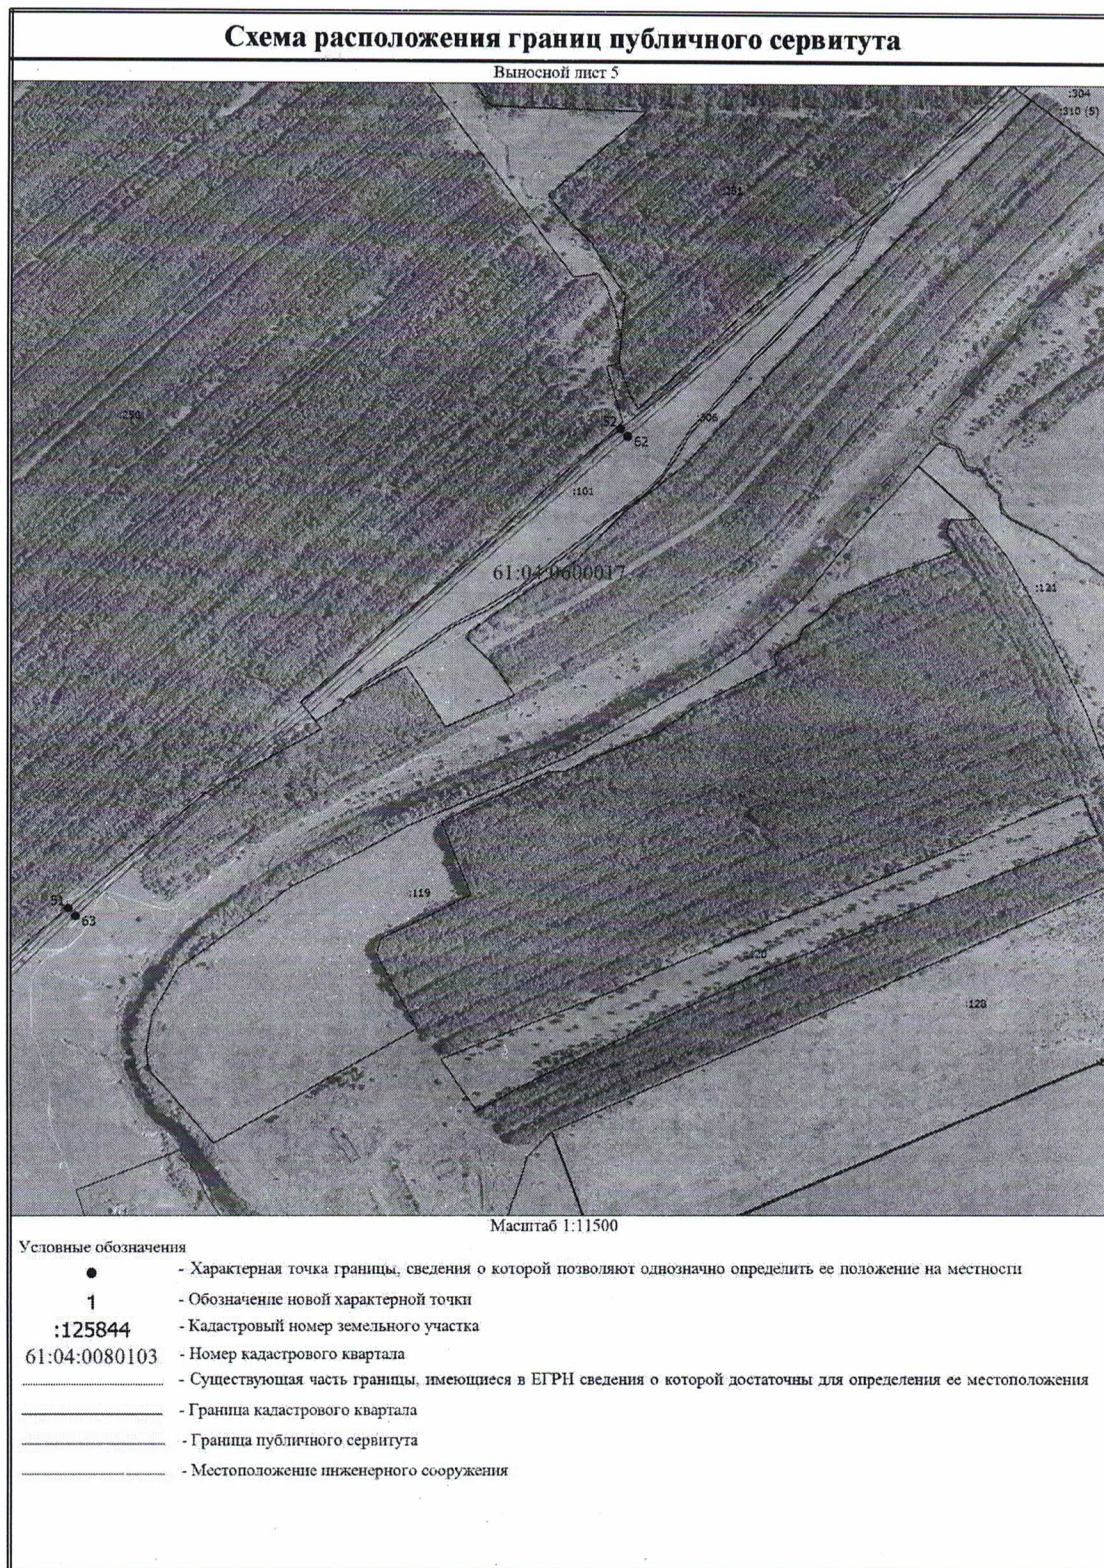 Схема расположения границ публичного сервитута
Выносной лист 5
:304
:310 (5)
:351
:250
52
62
:306
:101
61:04:0600017
:121
:119
51
63
:120
:128
Масштаб 1:11500
Условные обозначения
- Характерная точка границы, сведения о которой позволяют однозначно определить ее положение на местности
1 - Обозначение новой характерной точки
:125844 - Кадастровый номер земельного участка
61:04:0080103 - Номер кадастрового квартала
- Существующая часть границы, имеющиеся в ЕГРН сведения о которой достаточны для определения ее местоположения
- Граница кадастрового квартала
- Граница публичного сервитута
- Местоположение инженерного сооружения